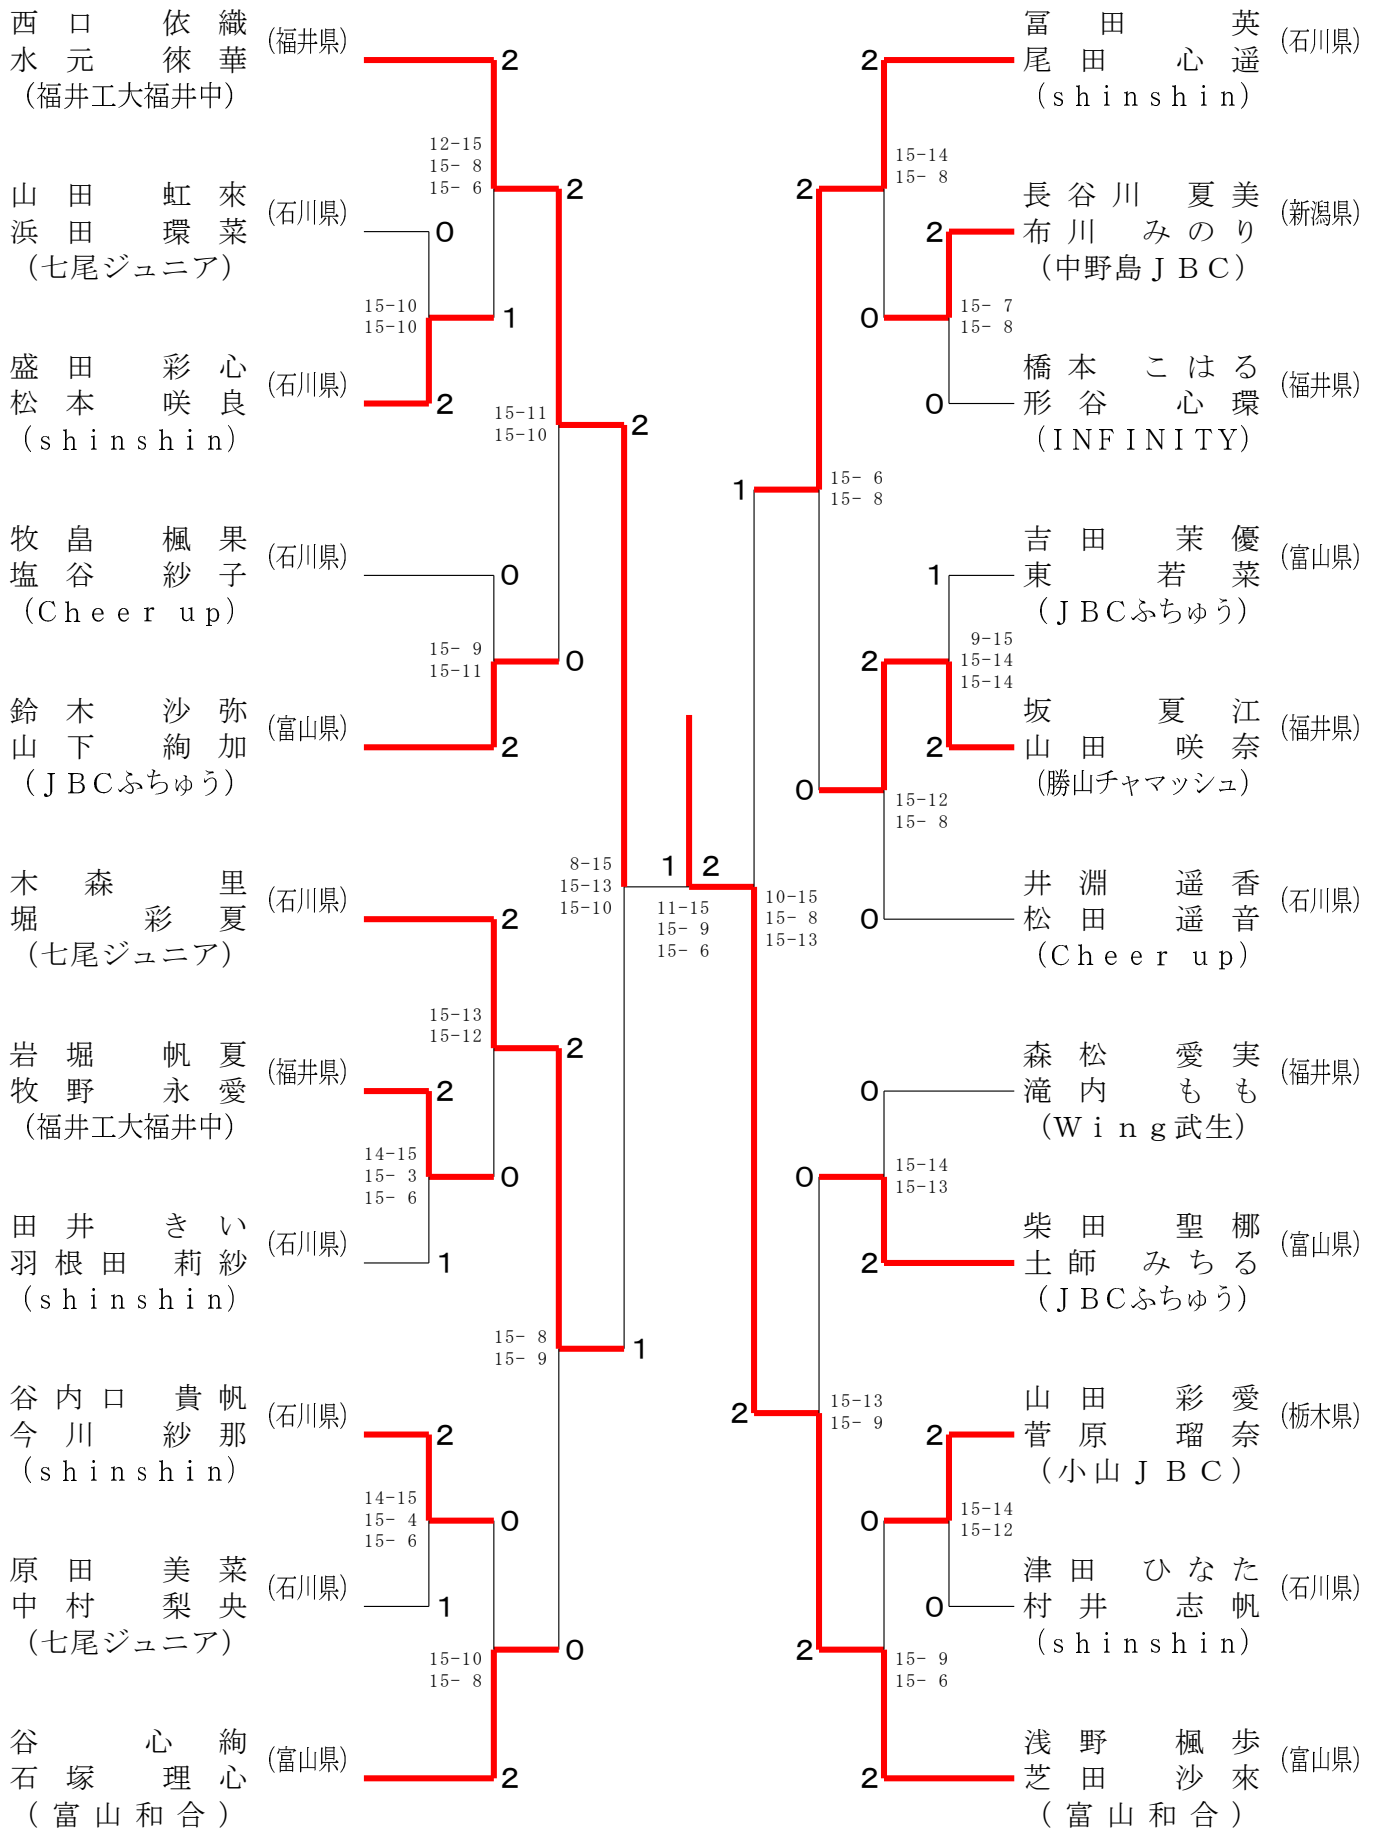 西口 依織 (福井県)
水元 徠華
(福井工大福井中)
2
12-15
15- 8
15- 6
2
山田 虹來 (石川県)
浜田 環菜
(七尾ジュニア)
0
15-10
15-10
1
盛田 彩心 (石川県)
松本 咲良
(shinshin)
2
15-11
15-10
2
牧畠 楓果 (石川県)
塩谷 紗子
(Cheer up)
0
15- 9
15-11
0
鈴木 沙弥 (富山県)
山下 絢加
(JBCふちゅう)
2
8-15
15-13
15-10
木森 里 (石川県)
堀 彩夏
(七尾ジュニア)
2
15-13
15-12
2
岩堀 帆夏 (福井県)
牧野 永愛
(福井工大福井中)
2
14-15
15- 3
15- 6
0
田井 きい (石川県)
羽根田 莉紗
(shinshin)
1
15- 8
15- 9
1
谷内口 貴帆 (石川県)
今川 紗那
(shinshin)
2
14-15
15- 4
15- 6
0
原田 美菜 (石川県)
中村 梨央
(七尾ジュニア)
1
15-10
15- 8
0
谷 心絢 (富山県)
石塚 理心
(富山和合)
2
1 2
11-15
15- 9
15- 6
冨田 英 (石川県)
尾田 心遥
(shinshin)
2
15-14
15- 8
2
長谷川 夏美 (新潟県)
布川 みのり
(中野島JBC)
2
15- 7
15- 8
0
橋本 こはる (福井県)
形谷 心環
(INFINITY)
0
15- 6
15- 8
1
吉田 茉優 (富山県)
東 若菜
(JBCふちゅう)
1
9-15
15-14
15-14
2
坂 夏江 (福井県)
山田 咲奈
(勝山チャマッシュ)
2
15-12
15- 8
0
井淵 遥香 (石川県)
松田 遥音
(Cheer up)
0
10-15
15- 8
15-13
森松 愛実 (福井県)
滝内 もも
(Wing武生)
0
15-14
15-13
0
柴田 聖梛 (富山県)
土師 みちる
(JBCふちゅう)
2
15-13
15- 9
2
山田 彩愛 (栃木県)
菅原 瑠奈
(小山JBC)
2
15-14
15-12
0
津田 ひなた (石川県)
村井 志帆
(shinshin)
0
15- 9
15- 6
2
浅野 楓歩 (富山県)
芝田 沙來
(富山和合)
2